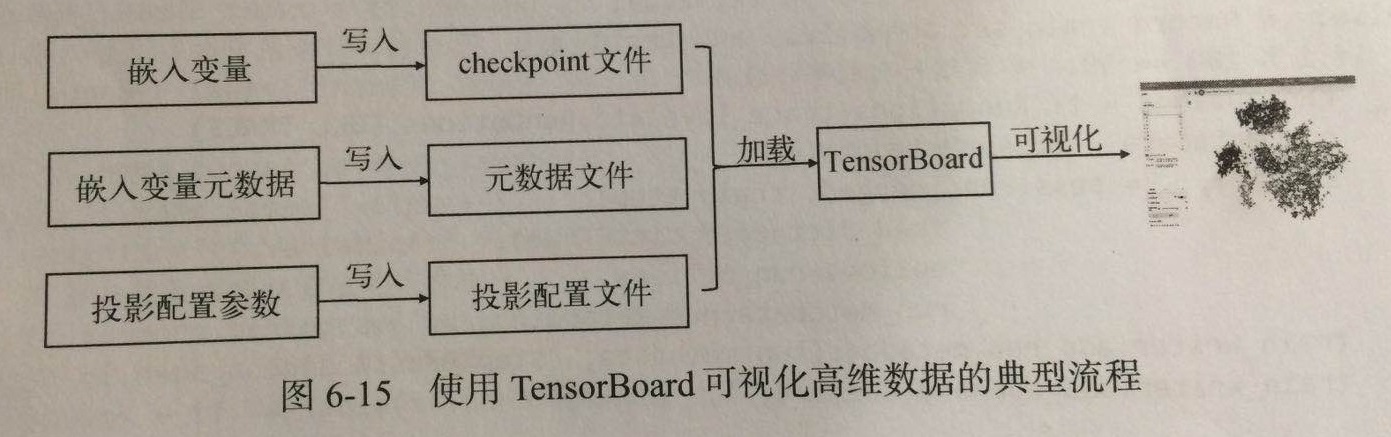 嵌入变量 写入 checkpoint文件
嵌入变量元数据 写入 元数据文件 加载 TensorBoard 可视化
投影配置参数 写入 投影配置文件
图 6-15 使用 TensorBoard 可视化高维数据的典型流程